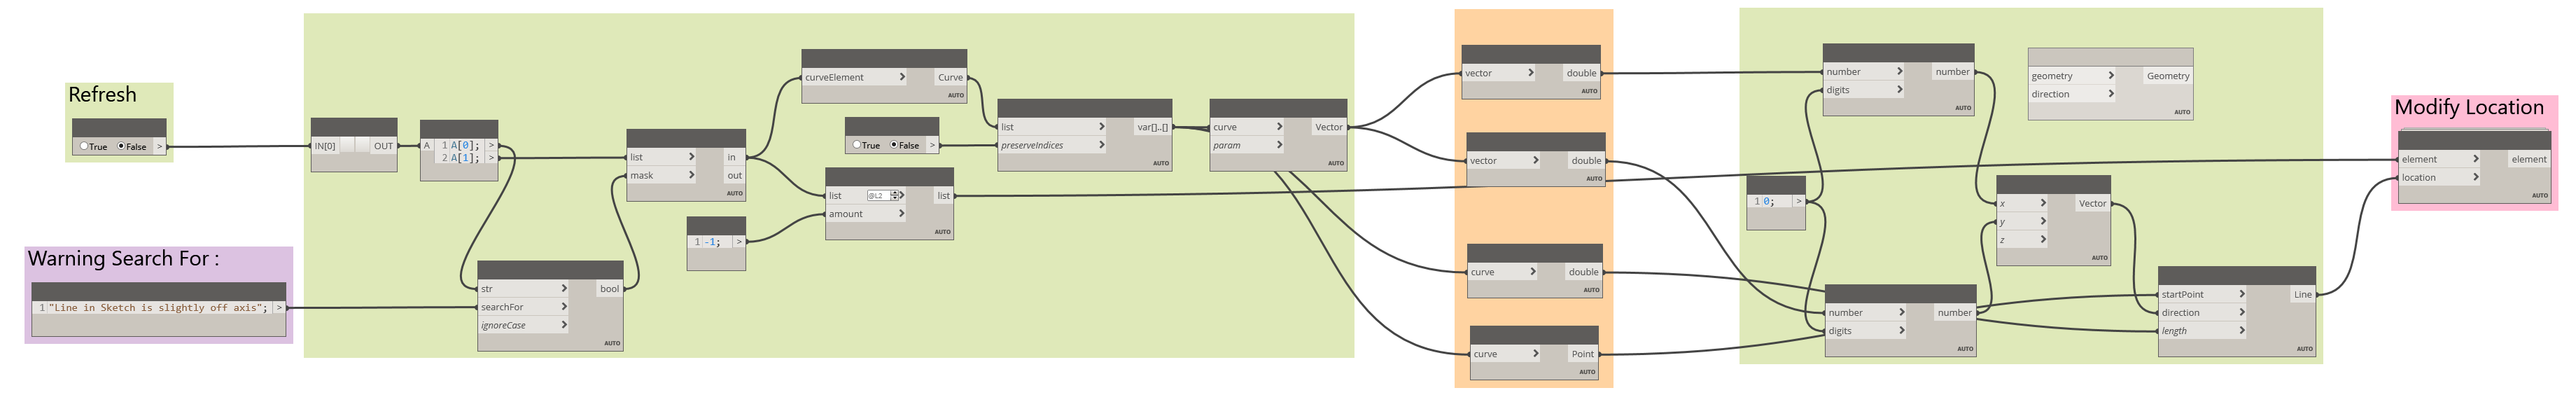 Refresh
True False >
IN[0] OUT
A 1 A[0]; >
2 A[1]; >
Warning Search For :
1 "Line in Sketch is slightly off axis"; >
str bool
searchFor
ignoreCase
AUTO
list in
mask out
AUTO
1 -1; >
curveElement Curve
AUTO
True False >
list @L2 list
amount
AUTO
list var[]..[]
preserveIndices
AUTO
curve Vector
param
AUTO
vector double
AUTO
vector double
AUTO
curve double
AUTO
curve Point
AUTO
number number
digits
AUTO
1 0; >
number number
digits
AUTO
geometry Geometry
direction
AUTO
x Vector
y
z
AUTO
startPoint Line
direction
length
AUTO
Modify Location
element element
location
AUTO